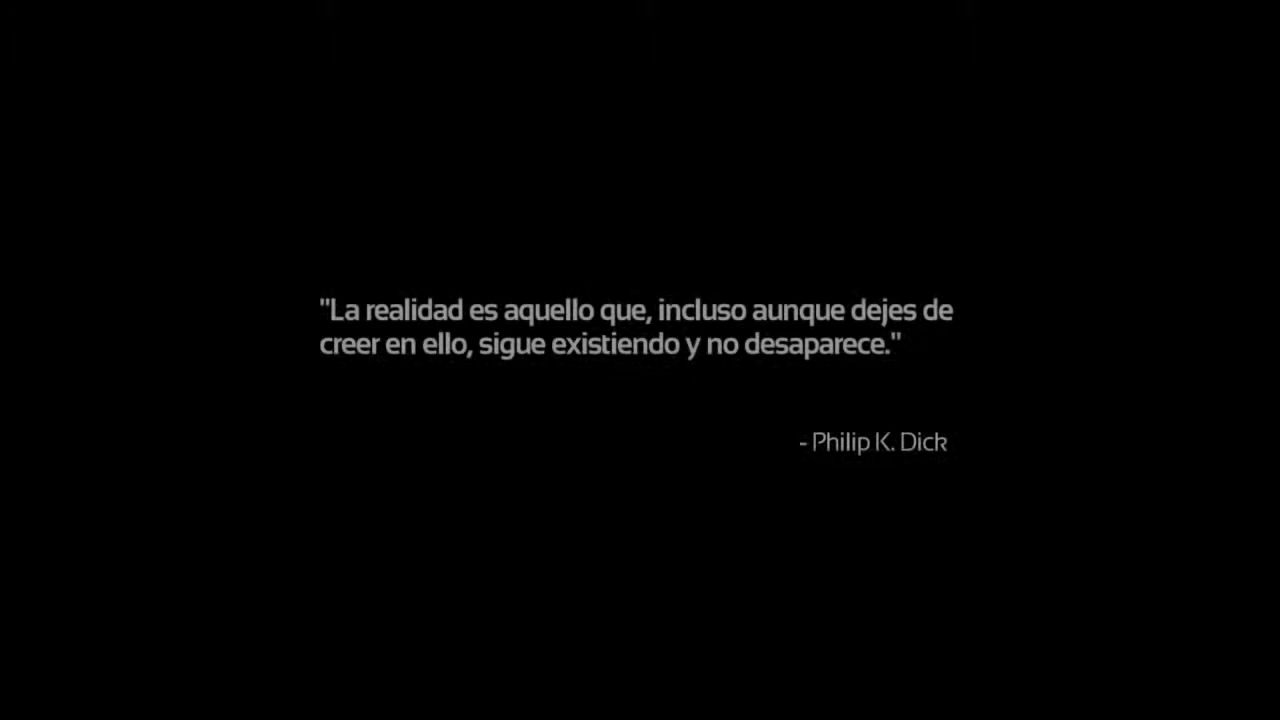 "La realidad es aquello que, incluso aunque dejes de
creer en ello, sigue existiendo y no desaparece."
- Philip K. Dick